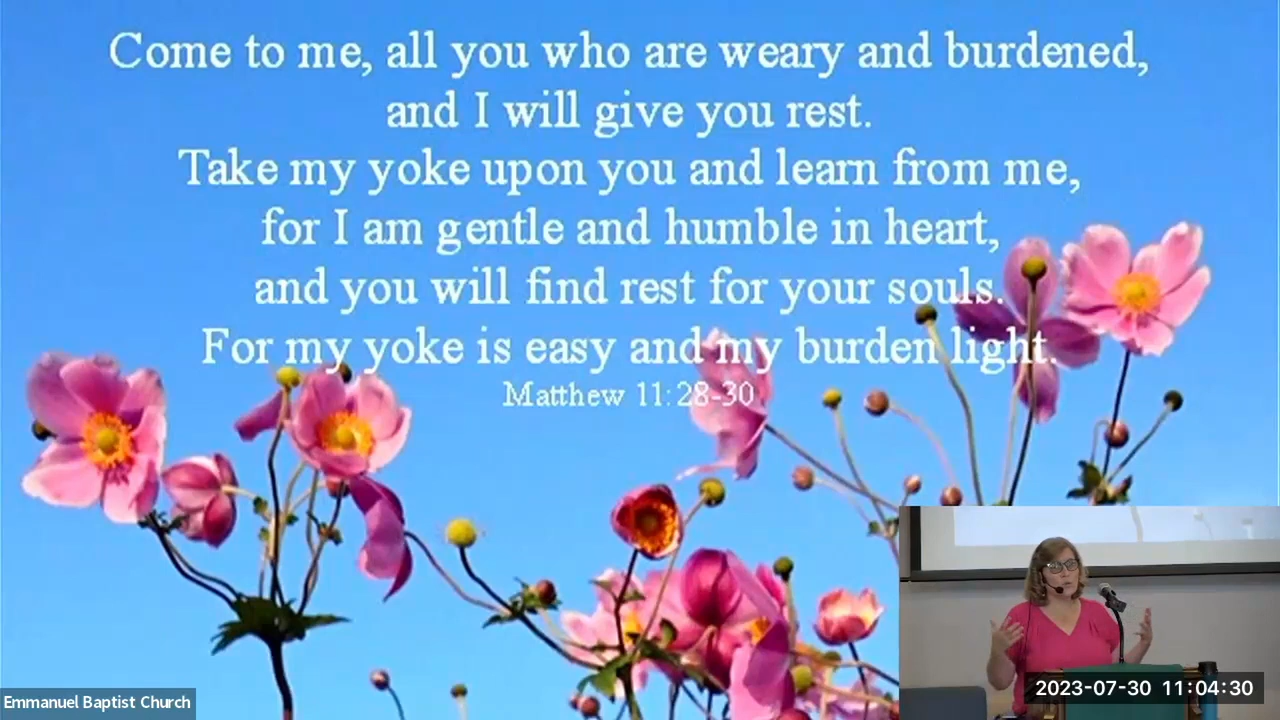 Come to me, all you who are weary and burdened,
and I will give you rest.
Take my yoke upon you and learn from me,
for I am gentle and humble in heart,
and you will find rest for your souls.
For my yoke is easy and my burden light.
Matthew 11:28-30
Emmanuel Baptist Church
2023-07-30 11:04:30